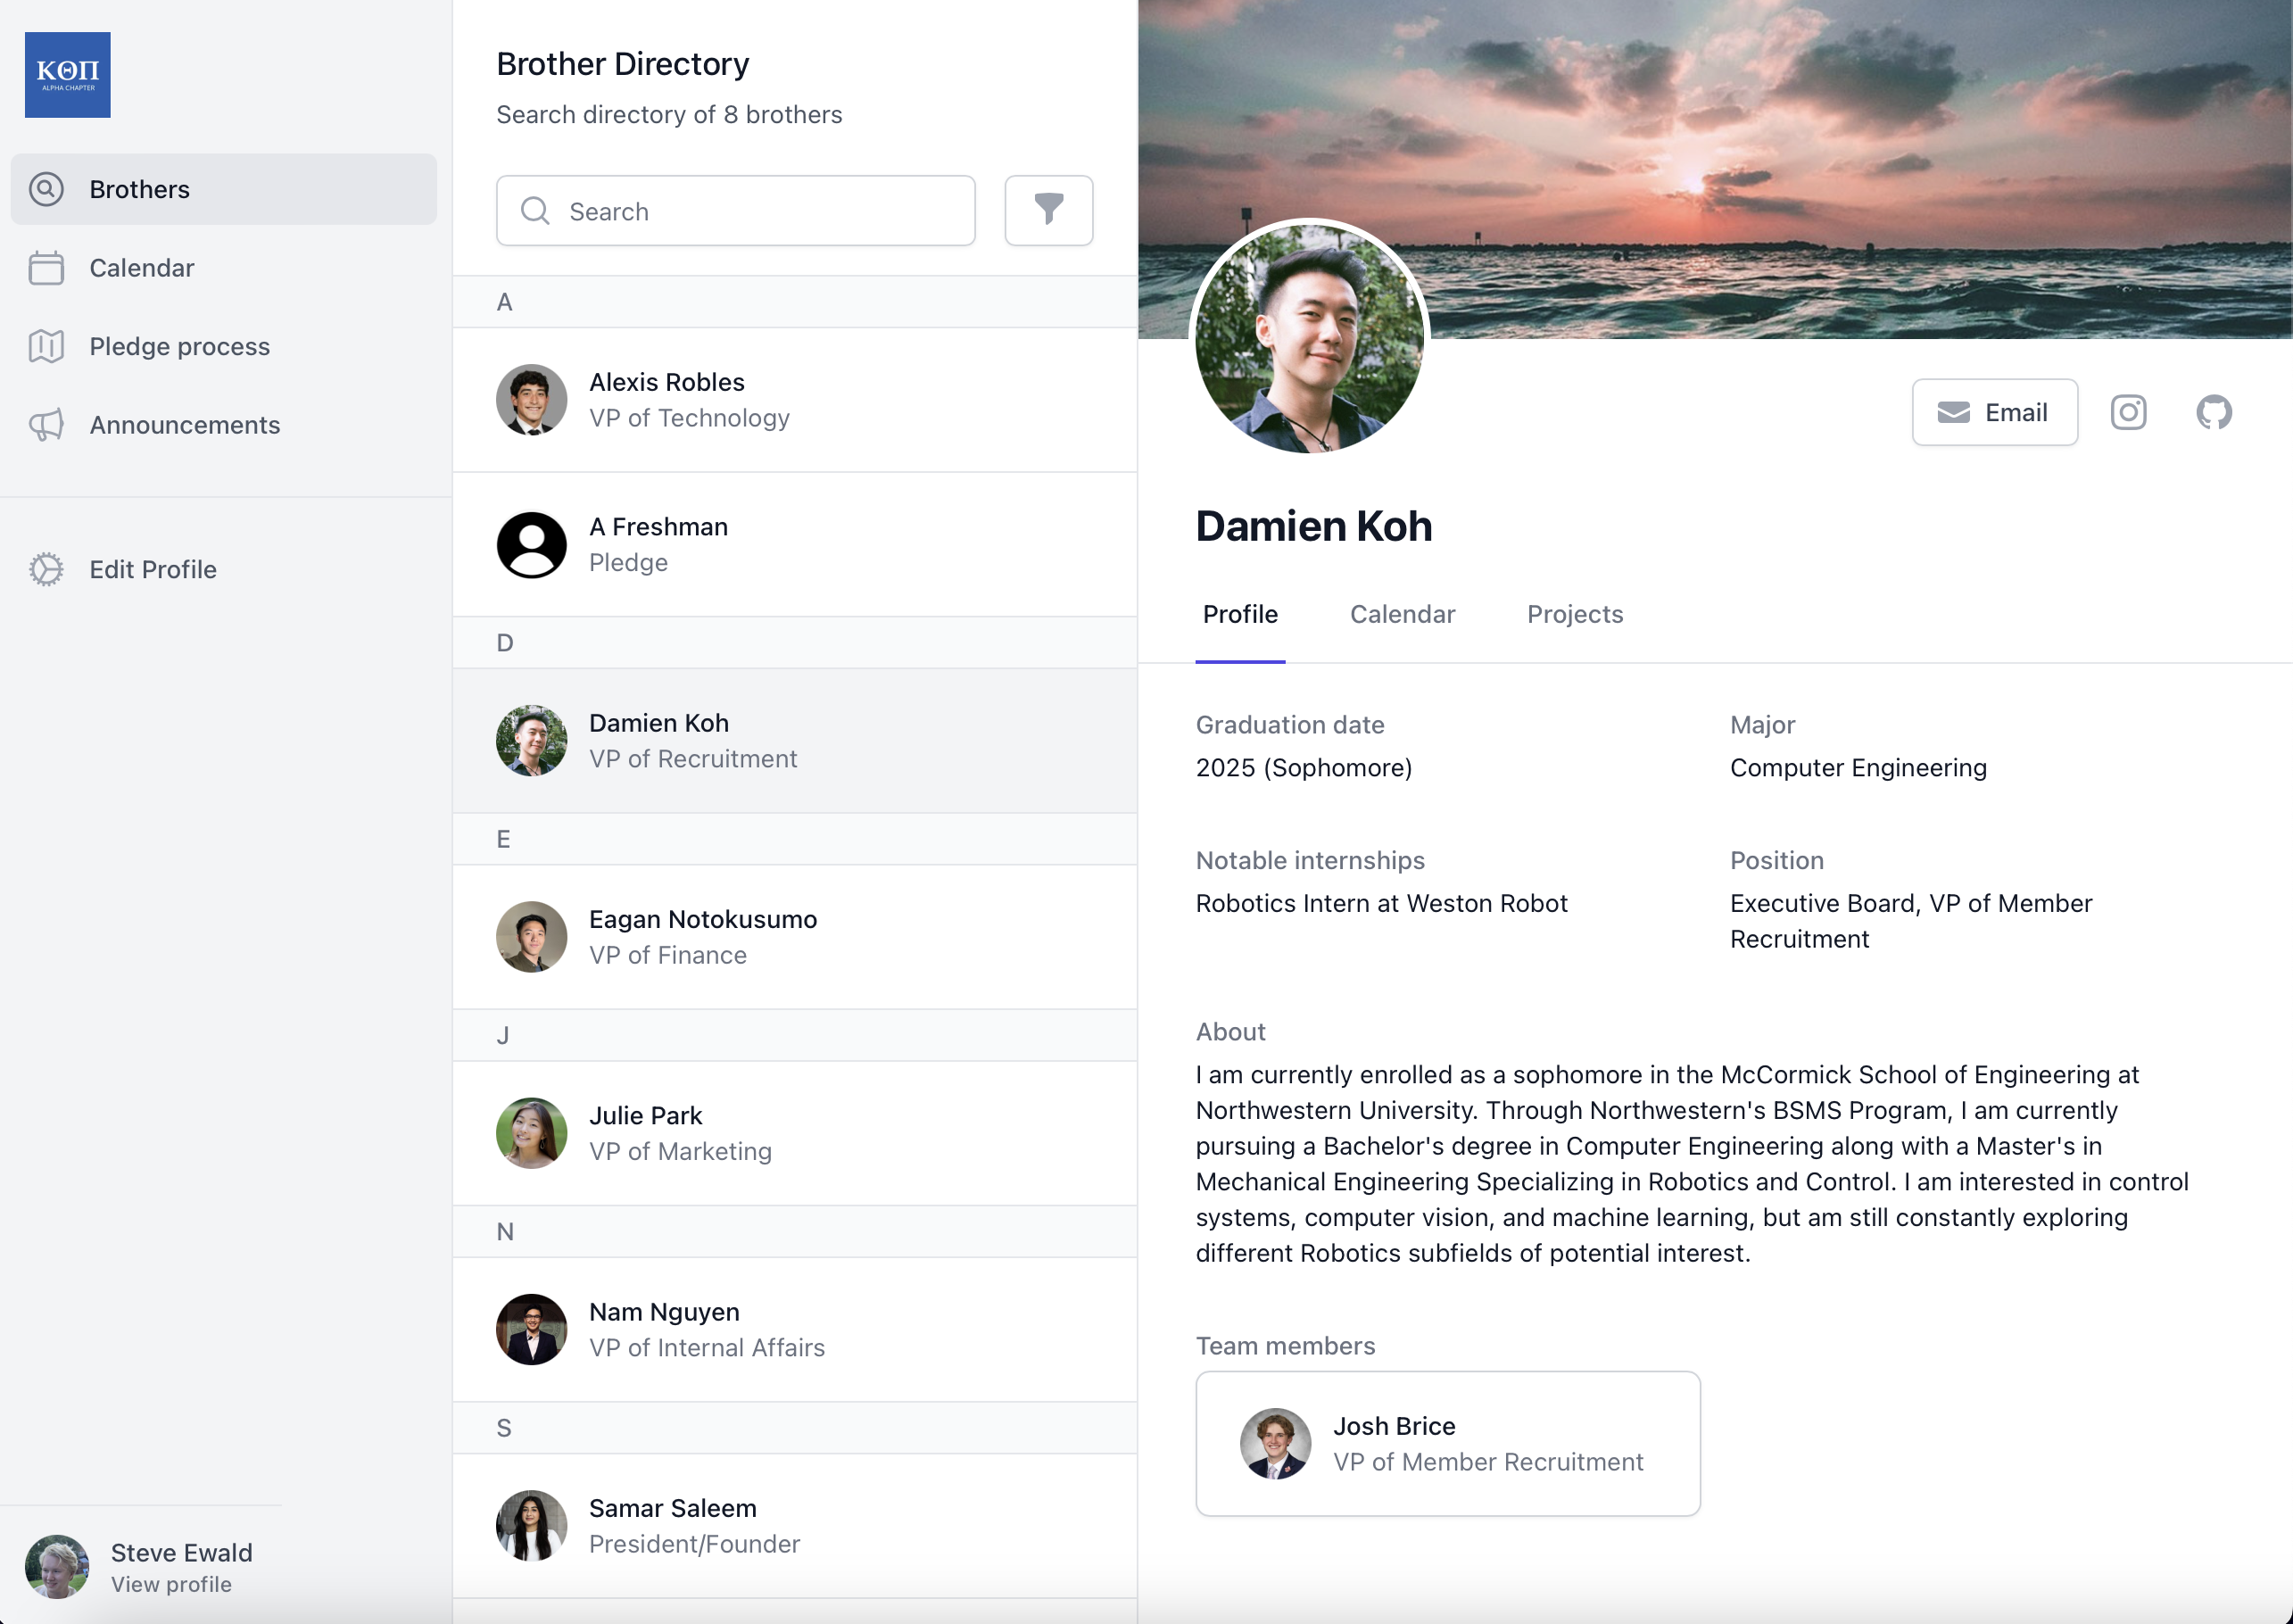 ΚΘΠ
ALPHA CHAPTER
Brothers
Calendar
Pledge process
Announcements
Edit Profile
Steve Ewald
View profile
Brother Directory
Search directory of 8 brothers
Search
A
Alexis Robles
VP of Technology
A Freshman
Pledge
D
Damien Koh
VP of Recruitment
E
Eagan Notokusumo
VP of Finance
J
Julie Park
VP of Marketing
N
Nam Nguyen
VP of Internal Affairs
S
Samar Saleem
President/Founder
Email
Damien Koh
Profile
Calendar
Projects
Graduation date
2025 (Sophomore)
Major
Computer Engineering
Notable internships
Robotics Intern at Weston Robot
Position
Executive Board, VP of Member
Recruitment
About
I am currently enrolled as a sophomore in the McCormick School of Engineering at
Northwestern University. Through Northwestern's BSMS Program, I am currently
pursuing a Bachelor's degree in Computer Engineering along with a Master's in
Mechanical Engineering Specializing in Robotics and Control. I am interested in control
systems, computer vision, and machine learning, but am still constantly exploring
different Robotics subfields of potential interest.
Team members
Josh Brice
VP of Member Recruitment